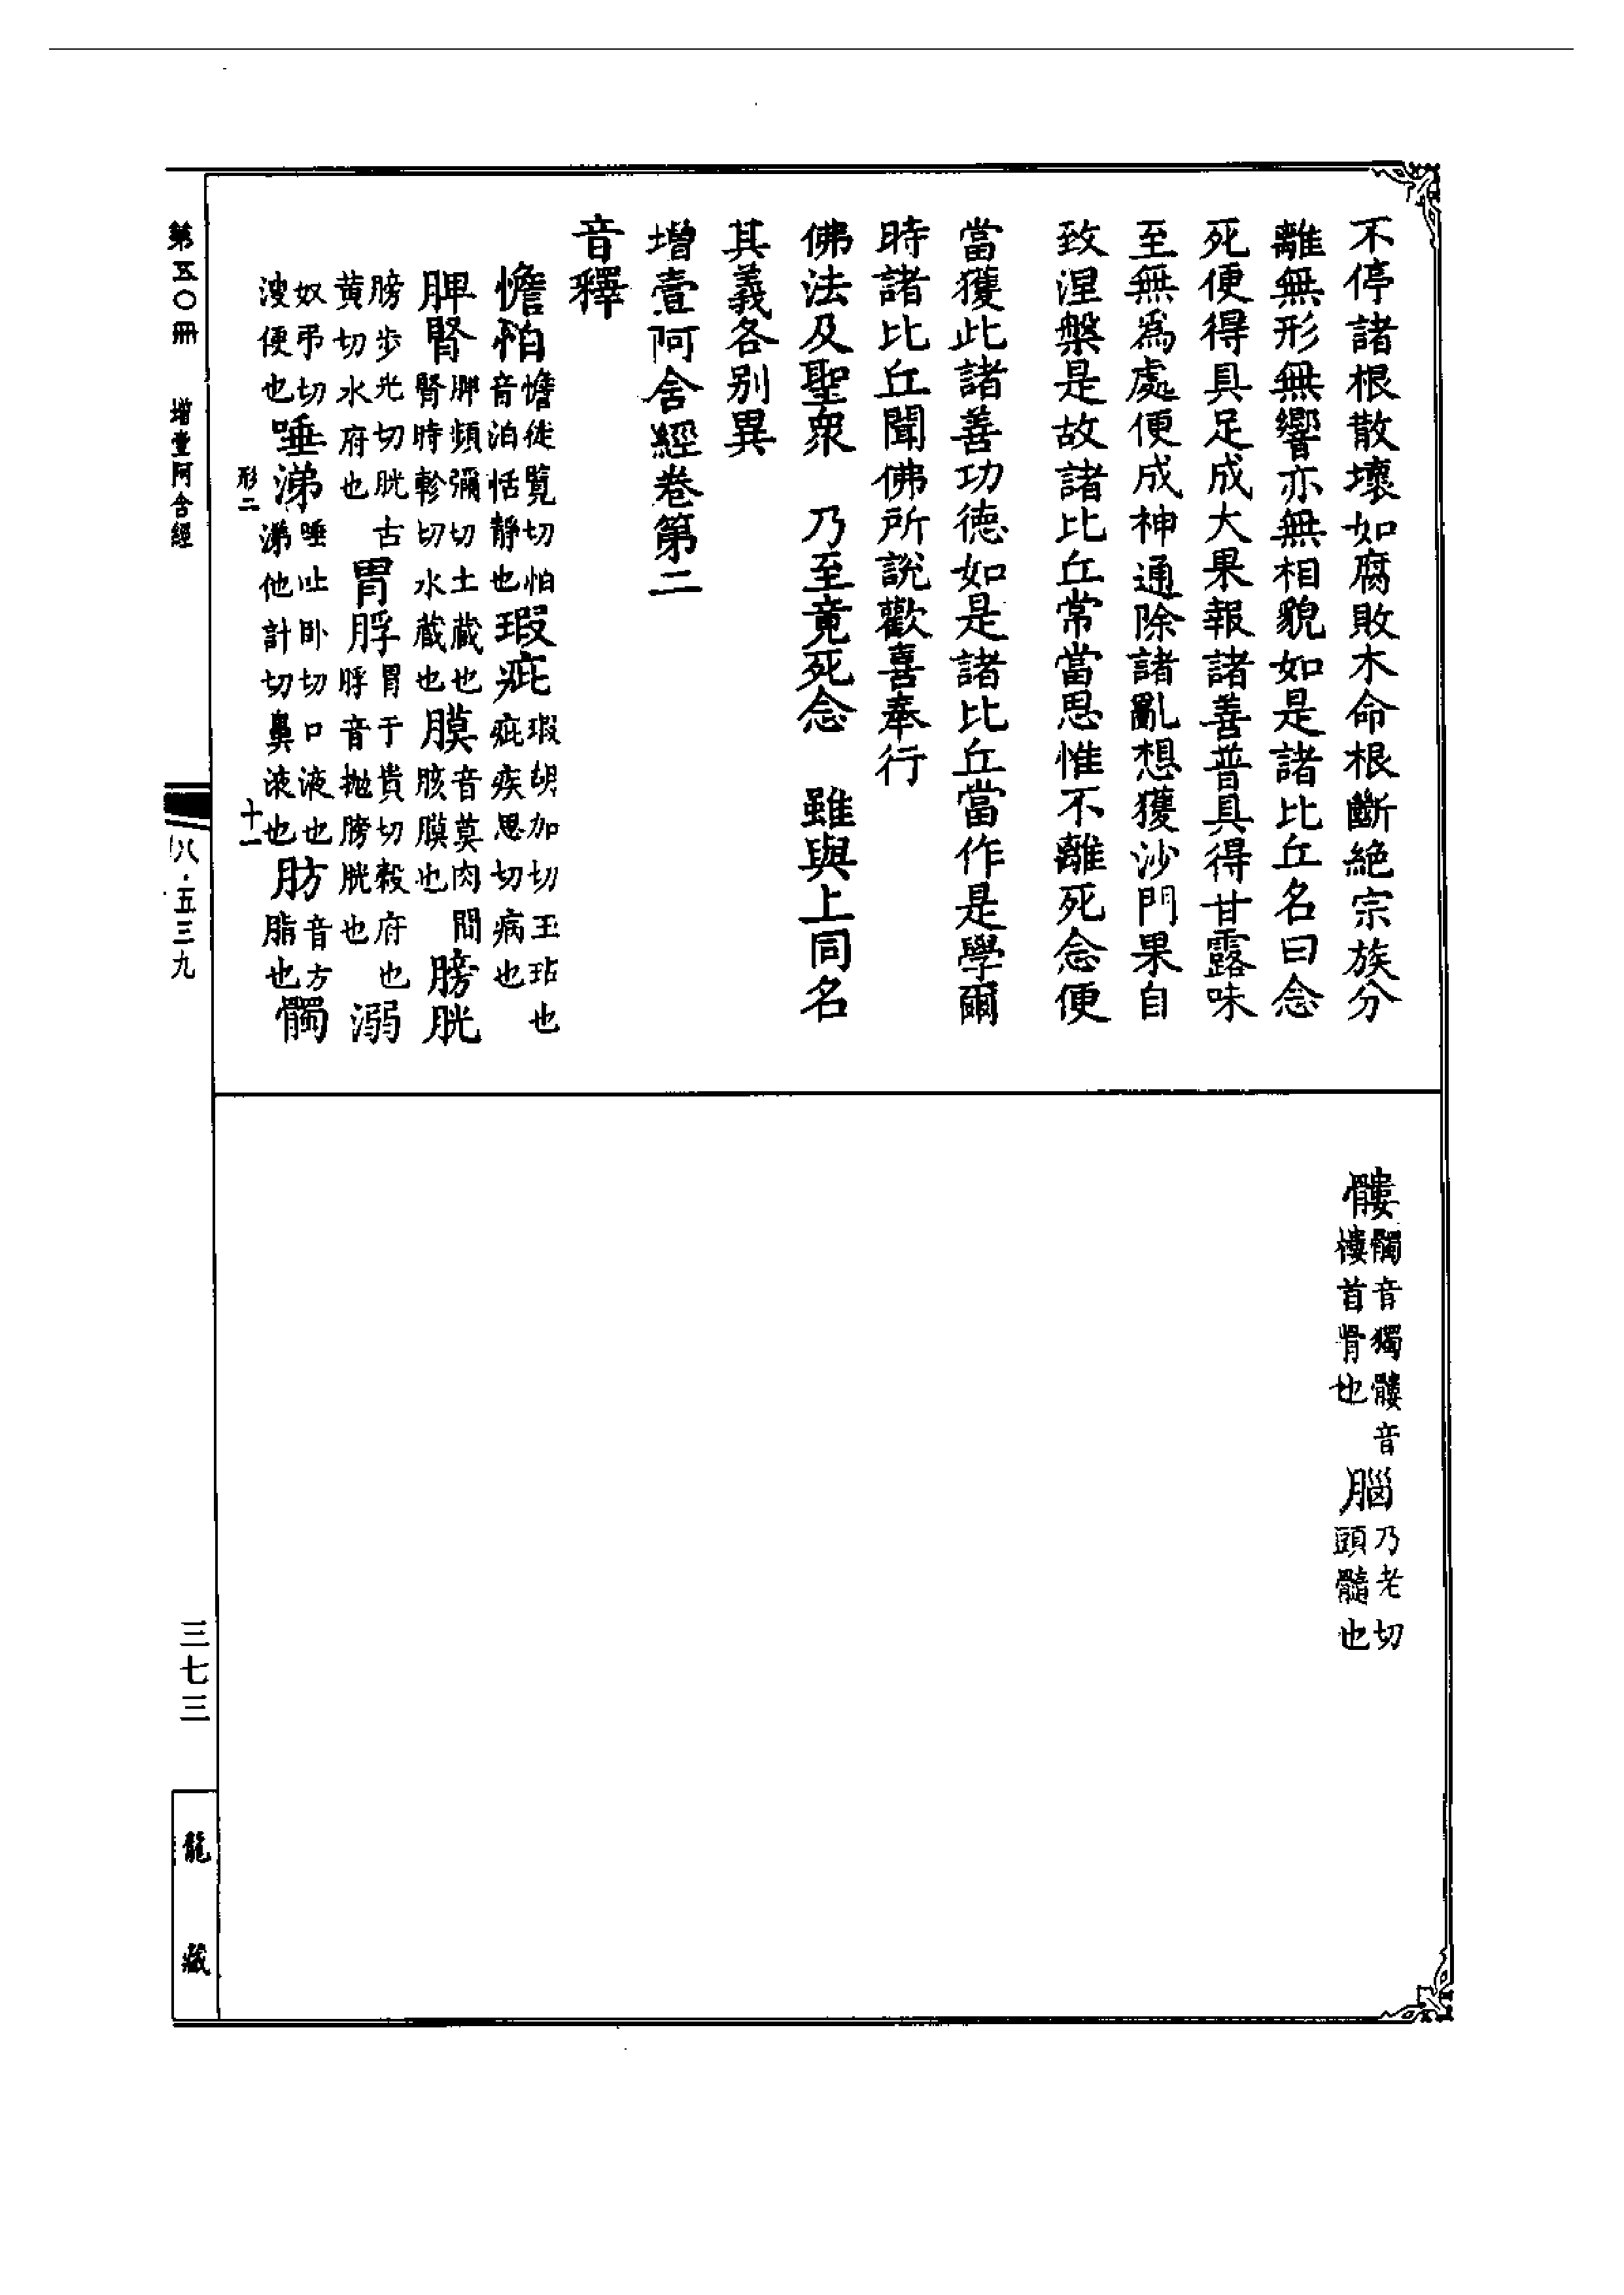 不停諸根散壞如腐敗木命根斷絶宗族分
離無形無響亦無相貌如是諸比丘名曰念
死便得具足成大果報諸善普具得甘露味
至無爲處便成神通除諸亂想獲沙門果自
致涅槃是故諸比丘常當思惟不離死念便
當獲此諸善功德如是諸比丘當作是學爾
時諸比丘聞佛所說歡喜奉行
佛法及聖衆　乃至竟死念　雖與上同名
其義各别異
增壹阿含經卷第二
音釋
憺怕憺徒覽切怕音泊恬靜也瑕疵瑕胡加切玉玷也疵疾思切病也
脾腎脾頻彌切土藏也腎時軫切水藏也膜音莫肉間胲膜也膀胱
膀步光切胱古黄切水府也胃脬胃于貴切穀府也脬音抛膀胱也溺
奴弔切溲便也唾涕唾吐卧切口液也涕他計切鼻液也肪音方脂也髑
髏髑音獨髏音樓首骨也腦乃老切頭髓也
形二　十一
第五〇册　增壹阿含經　八·五三九　三七三
龍藏